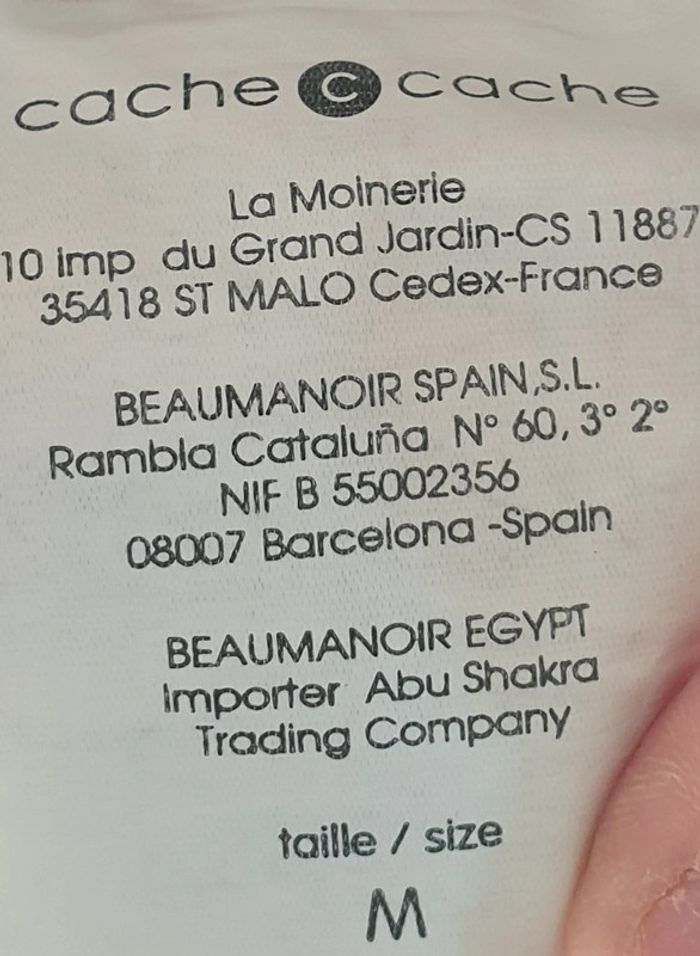 cache c cache
La Moinerie
10 imp du Grand Jardin-CS 11887
35418 ST MALO Cedex-France
BEAUMANOIR SPAIN,S.L.
Rambla Cataluña N° 60, 3° 2°
NIF B 55002356
08007 Barcelona -Spain
BEAUMANOIR EGYPT
Importer Abu Shakra
Trading Company
taille / size
M